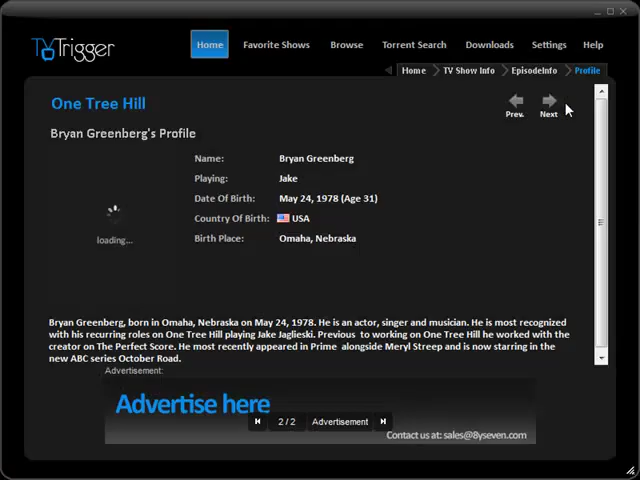 TVTrigger
Home
Favorite Shows
Browse
Torrent Search
Downloads
Settings
Help
Home
TV Show Info
EpisodeInfo
Profile
One Tree Hill
Prev.
Next
Bryan Greenberg's Profile
Name: Bryan Greenberg
Playing: Jake
Date Of Birth: May 24, 1978 (Age 31)
Country Of Birth: USA
Birth Place: Omaha, Nebraska
loading...
Bryan Greenberg, born in Omaha, Nebraska on May 24, 1978. He is an actor, singer and musician. He is most recognized
with his recurring roles on One Tree Hill playing Jake Jaglieski. Previous to working on One Tree Hill he worked with the
creator on The Perfect Score. He most recently appeared in Prime alongside Meryl Streep and is now starring in the
new ABC series October Road.
Advertisement:
Advertise here
2 / 2 Advertisement
Contact us at: sales@8yseven.com